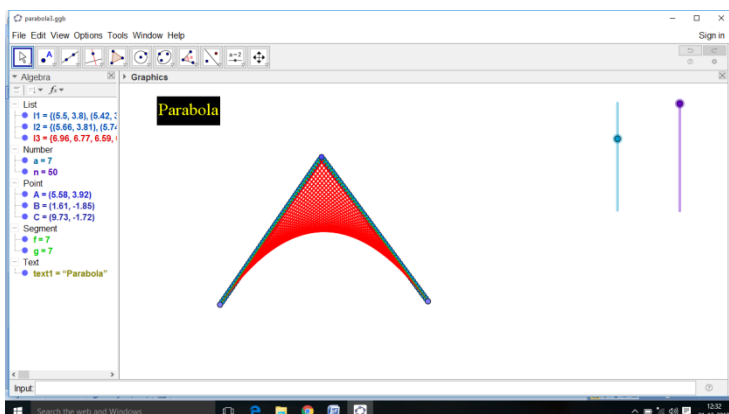 parabola3.ggb
File Edit View Options Tools Window Help
Sign in
a=2
Algebra
Graphics
List
l1 = {(5.5, 3.8), (5.42, 3
l2 = {(5.66, 3.81), (5.74
l3 = {6.96, 6.77, 6.59,
Number
a = 7
n = 50
Point
A = (5.58, 3.92)
B = (1.61, -1.85)
C = (9.73, -1.72)
Segment
f = 7
g = 7
Text
text1 = “Parabola”
Parabola
Input:
Search the web and Windows
12:32